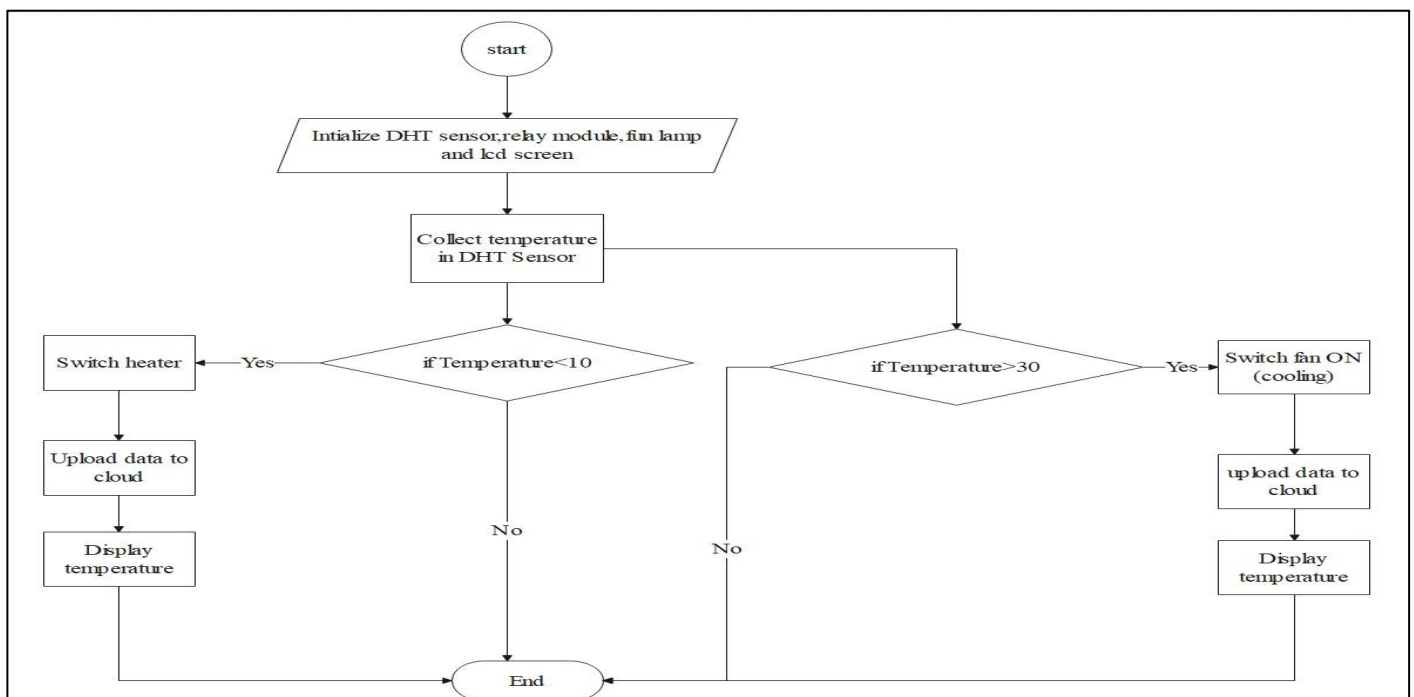 start
Intialize DHT sensor,relay module,fun lamp
and lcd screen
Collect temperature
in DHT Sensor
Switch heater
Yes
if Temperature<10
if Temperature>30
Yes
Switch fan ON
(cooling)
Upload data to
cloud
upload data to
cloud
No
No
Display
temperature
Display
temperature
End